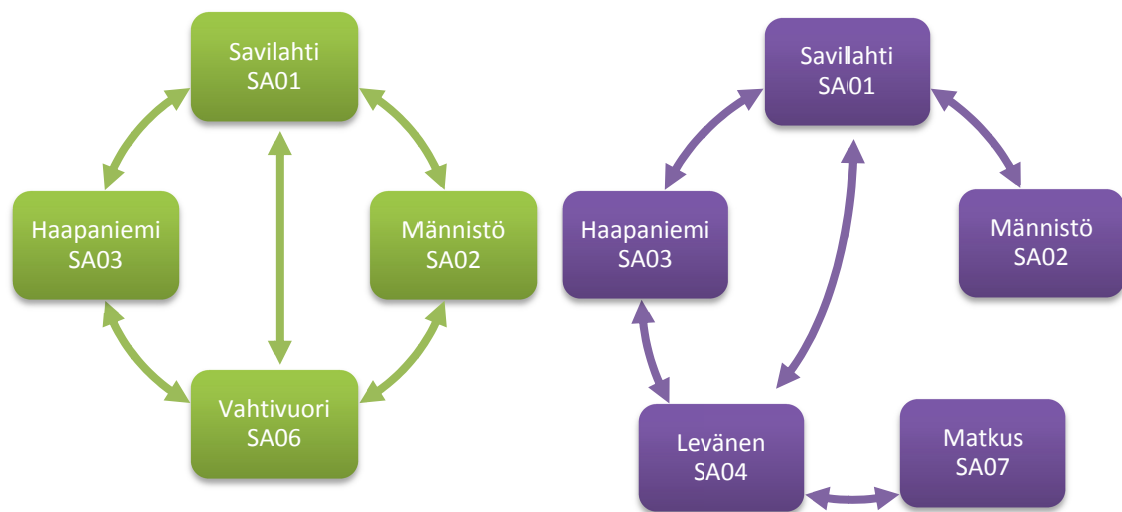 Savilahti
SA01
Haapaniemi
SA03
Männistö
SA02
Vahtivuori
SA06
Savilahti
SA01
Haapaniemi
SA03
Männistö
SA02
Levänen
SA04
Matkus
SA07